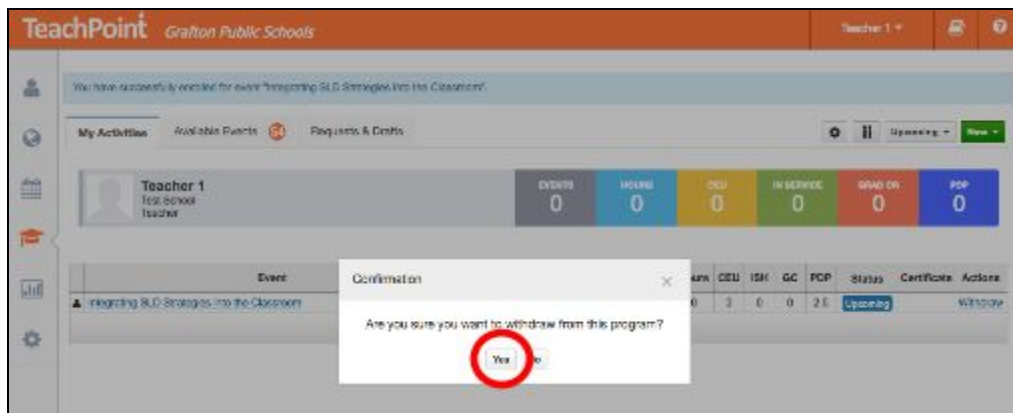 TeachPoint Grafton Public Schools
Teacher 1
You have successfully enrolled for event "Integrating SLD Strategies into the Classroom".
My Activities Available Events 54 Requests & Drafts Upcoming New
Teacher 1
Test School
Teacher
EVENTS HOURS CEU IN SERVICE GRAD CR PDP
0 0 0 0 0 0
Event CEU ISH GC PDP Status Certificate Actions
Integrating SLD Strategies into the Classroom 0 3 0 0 Upcoming Withdraw
Confirmation
Are you sure you want to withdraw from this program?
Yes